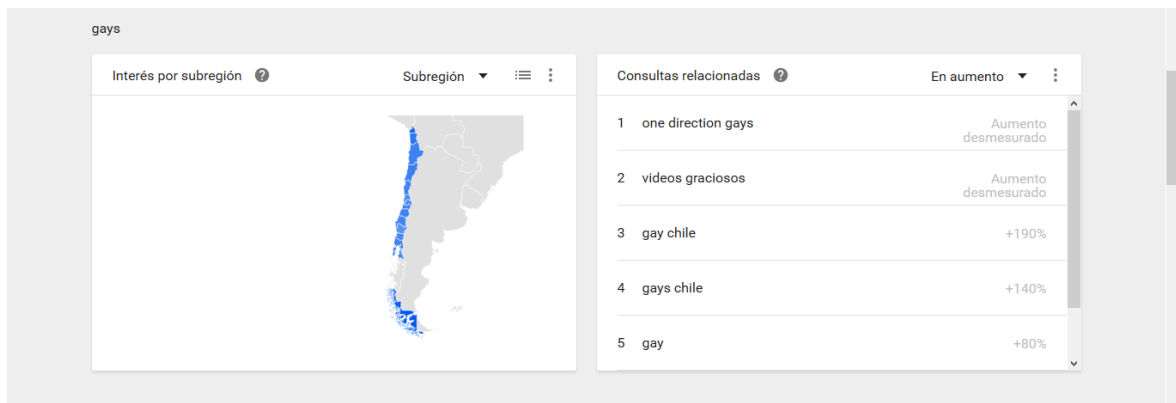 gays
Interés por subregión
Subregión
Consultas relacionadas
En aumento
1 one direction gays Aumento
desmesurado
2 videos graciosos Aumento
desmesurado
3 gay chile +190%
4 gays chile +140%
5 gay +80%